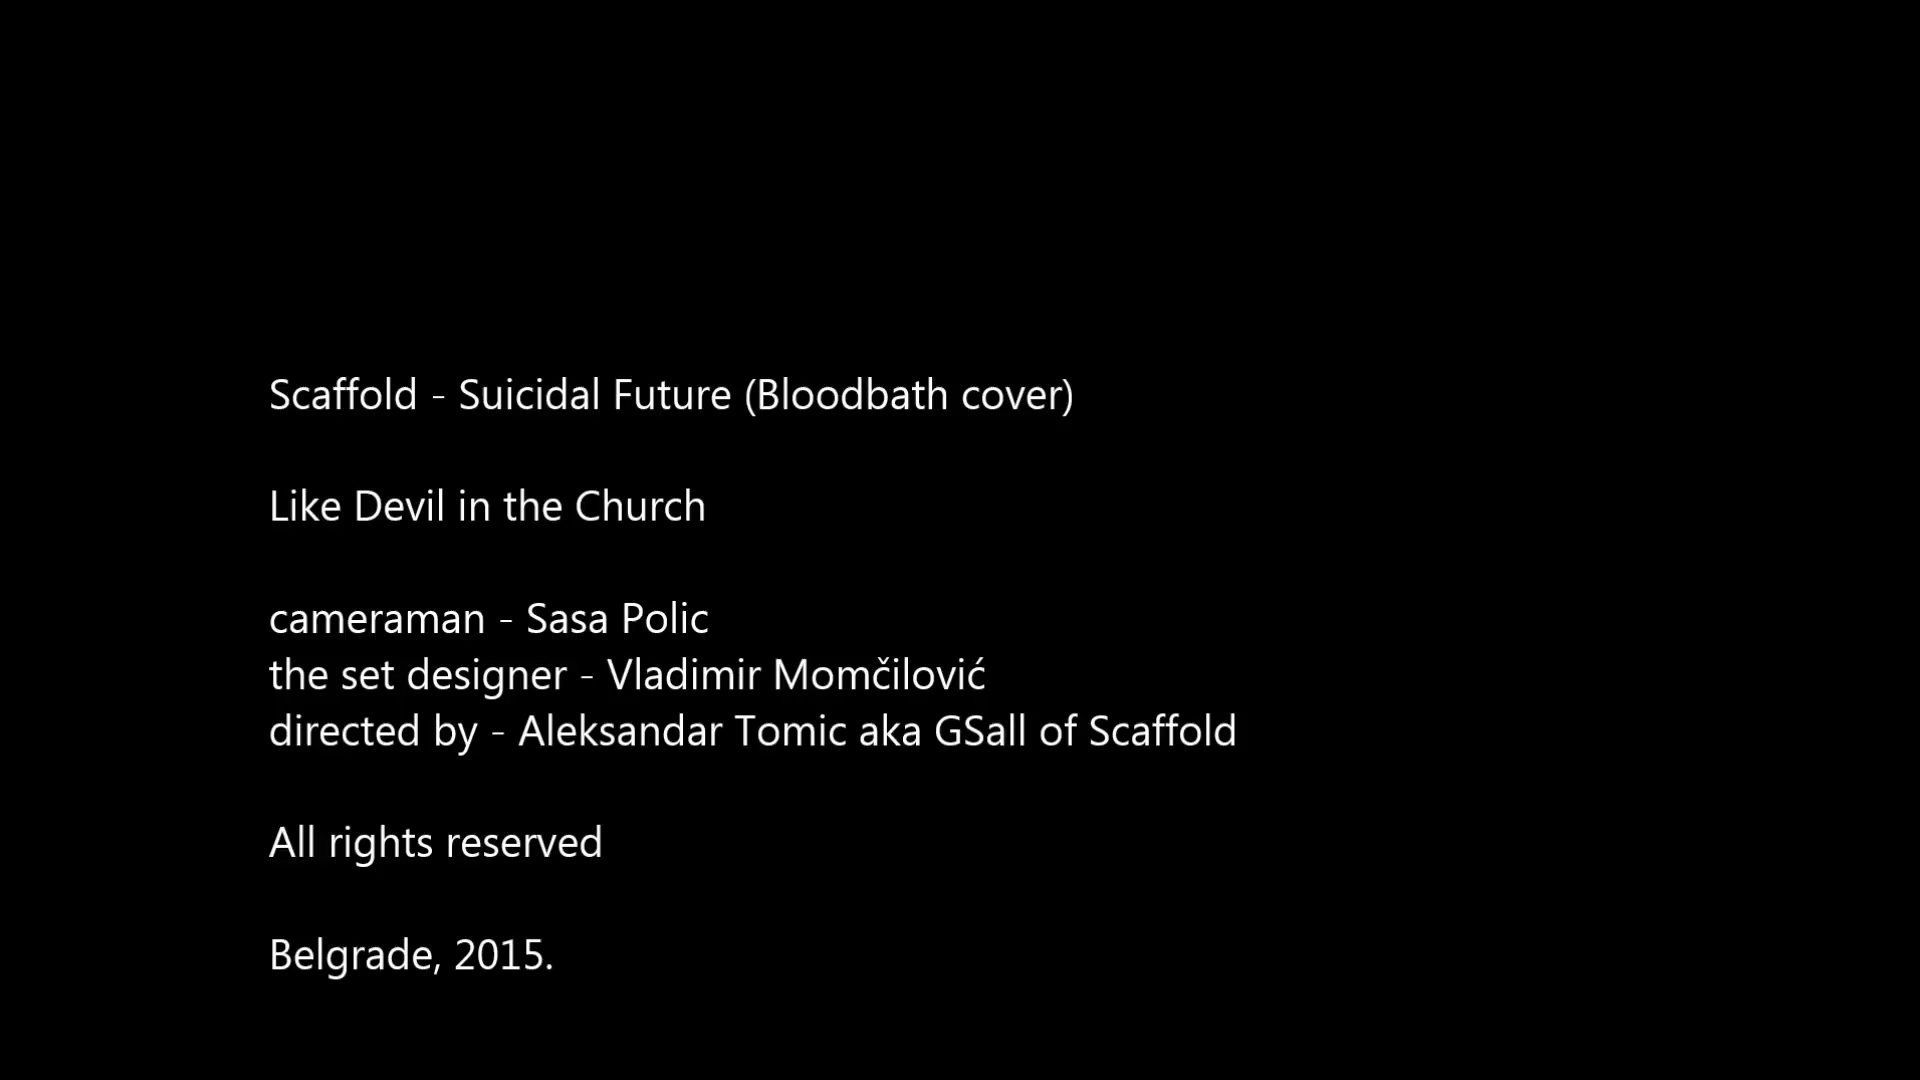 Scaffold - Suicidal Future (Bloodbath cover)
Like Devil in the Church
cameraman - Sasa Polic
the set designer - Vladimir Momčilović
directed by - Aleksandar Tomic aka GSall of Scaffold
All rights reserved
Belgrade, 2015.